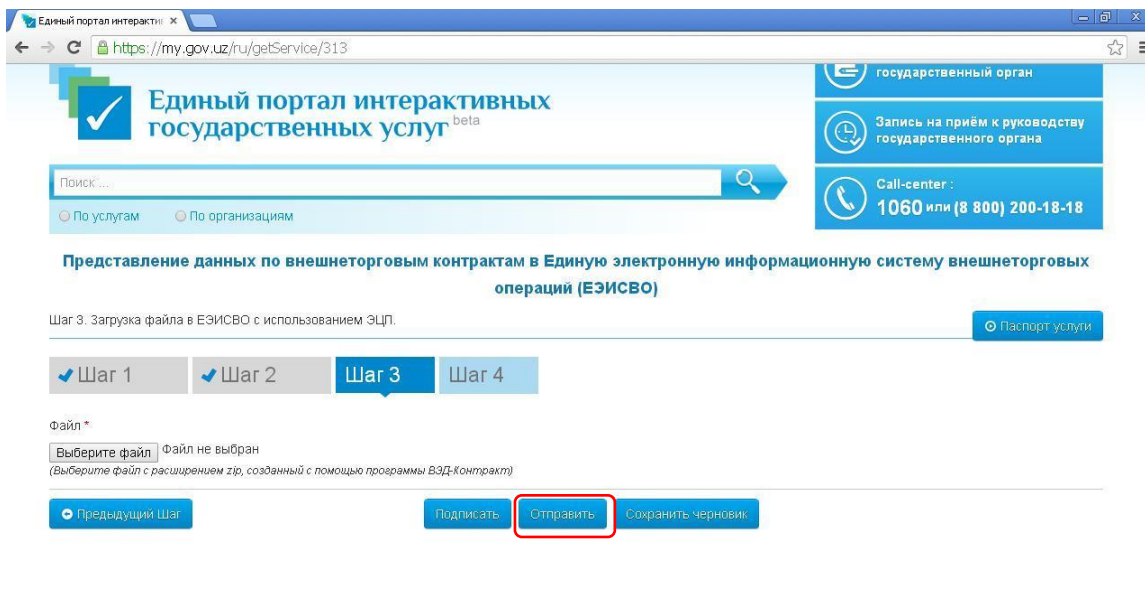 Единый портал интеракти
https://my.gov.uz/ru/getService/313
государственный орган
Единый портал интерактивных
государственных услуг beta
Запись на приём к руководству
государственного органа
Поиск ...
По услугам По организациям
Call-center :
1060 или (8 800) 200-18-18
Представление данных по внешнеторговым контрактам в Единую электронную информационную систему внешнеторговых
операций (ЕЭИСВО)
Шаг 3. Загрузка файла в ЕЭИСВО с использованием ЭЦП.
Паспорт услуги
Шаг 1 Шаг 2 Шаг 3 Шаг 4
Файл *
Выберите файл Файл не выбран
(Выберите файл с расширением zip, созданный с помощью программы ВЭД-Контракт)
Предыдущий Шаг Подписать Отправить Сохранить черновик